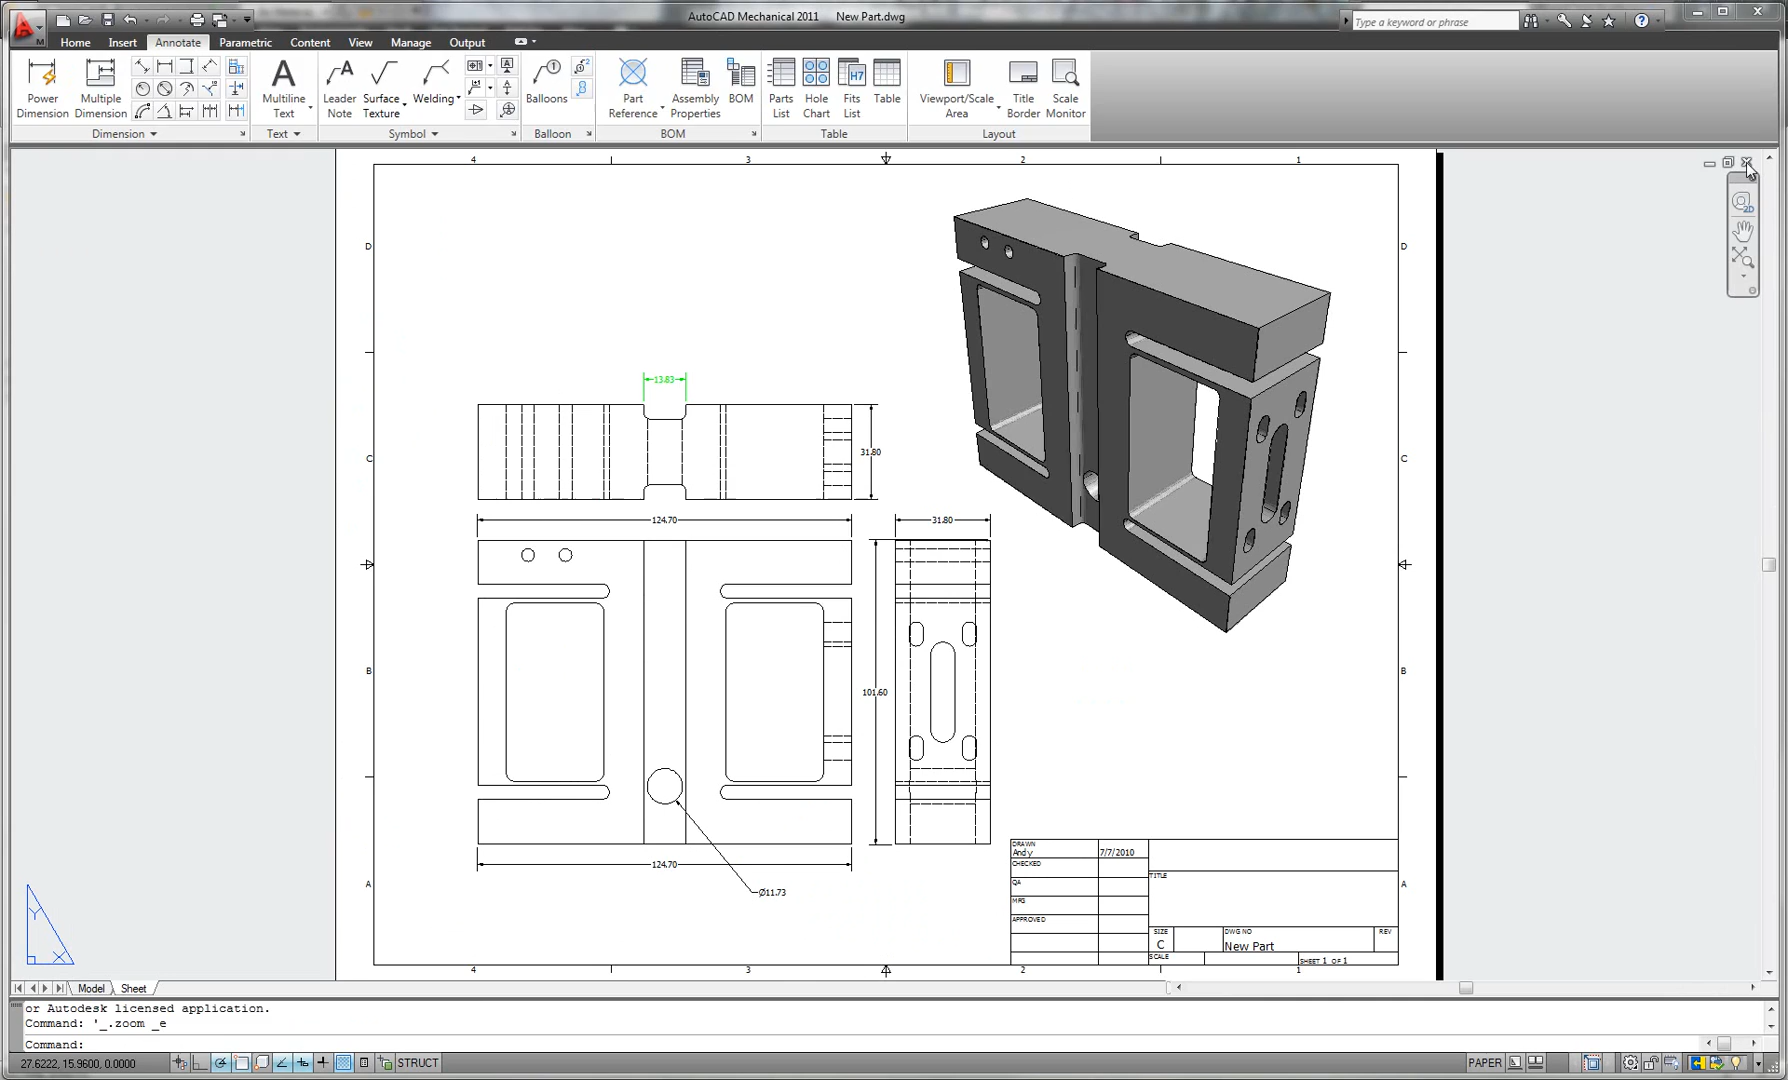 AutoCAD Mechanical 2011 New Part.dwg
Type a keyword or phrase
Home Insert Annotate Parametric Content View Manage Output
Power Dimension
Multiple Dimension
Multiline Text
Leader Note
Surface Texture
Welding
Balloons
Part Reference
Assembly Properties
BOM
Parts List
Hole Chart
Fits List
Table
Viewport/Scale Area
Title Border
Scale Monitor
Dimension Text Symbol Balloon BOM Table Layout
4 3 2 1
D D
13.83
C C
31.80
124.70 31.80
B B
101.60
124.70
Ø11.73
A A
DRAWN
Andy 7/7/2010
CHECKED
QA
MFG
APPROVED
TITLE
SIZE
C
DWG NO
New Part
REV
SCALE
SHEET 1 OF 1
4 3 2 1
Y
X
Model Sheet
or Autodesk licensed application.
Command: '_.zoom _e
Command:
27.6222, 15.9600, 0.0000 STRUCT PAPER